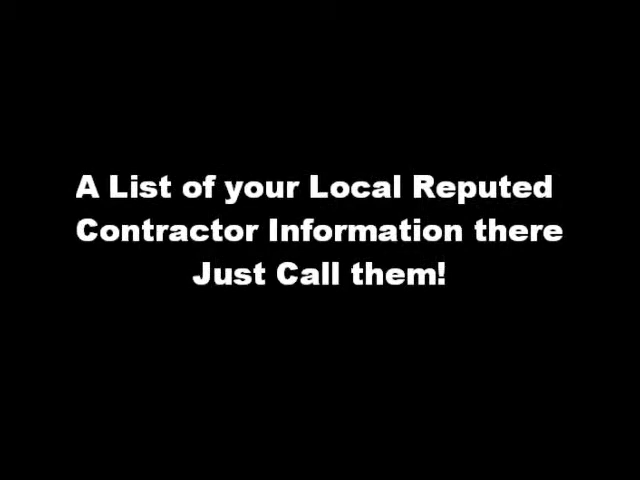 A List of your Local Reputed
Contractor Information there
Just Call them!